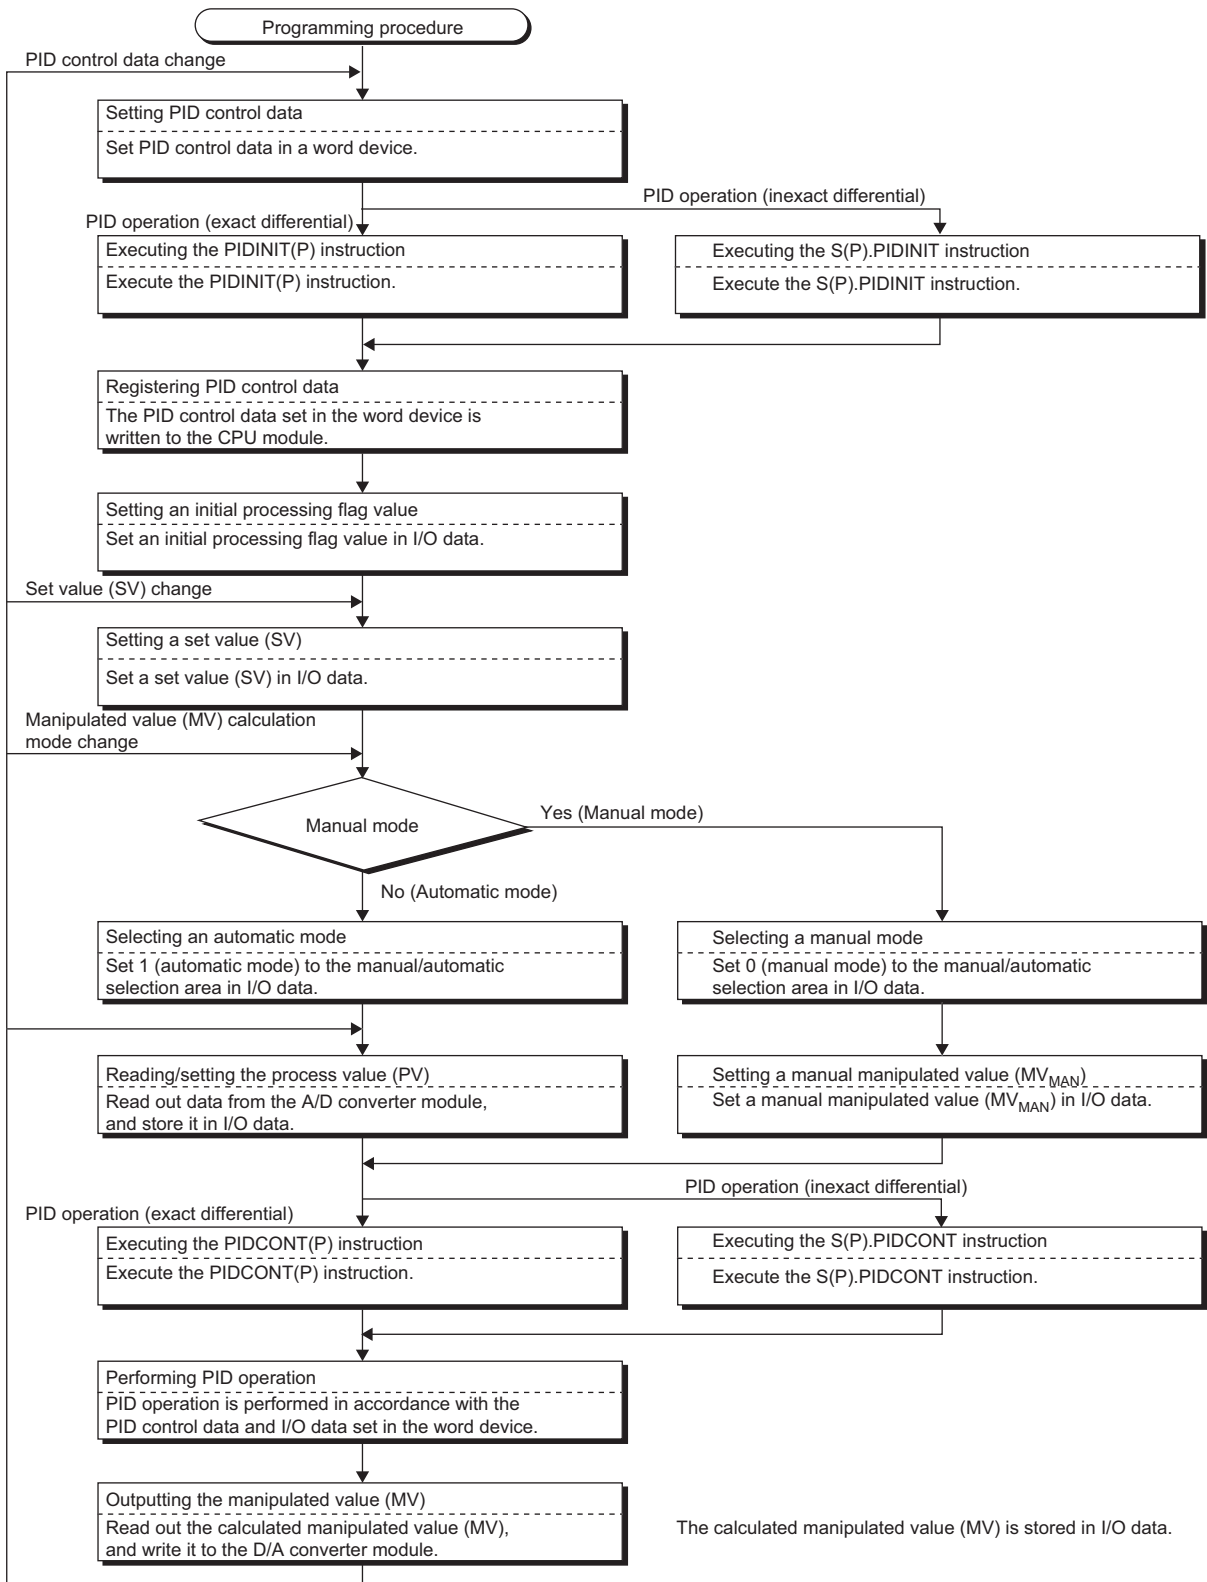 Programming procedure
PID control data change
Setting PID control data
Set PID control data in a word device.
PID operation (inexact differential)
PID operation (exact differential)
Executing the PIDINIT(P) instruction
Execute the PIDINIT(P) instruction.
Executing the S(P).PIDINIT instruction
Execute the S(P).PIDINIT instruction.
Registering PID control data
The PID control data set in the word device is
written to the CPU module.
Setting an initial processing flag value
Set an initial processing flag value in I/O data.
Set value (SV) change
Setting a set value (SV)
Set a set value (SV) in I/O data.
Manipulated value (MV) calculation
mode change
Manual mode
Yes (Manual mode)
No (Automatic mode)
Selecting an automatic mode
Set 1 (automatic mode) to the manual/automatic
selection area in I/O data.
Selecting a manual mode
Set 0 (manual mode) to the manual/automatic
selection area in I/O data.
Reading/setting the process value (PV)
Read out data from the A/D converter module,
and store it in I/O data.
Setting a manual manipulated value (MVMAN)
Set a manual manipulated value (MVMAN) in I/O data.
PID operation (inexact differential)
PID operation (exact differential)
Executing the PIDCONT(P) instruction
Execute the PIDCONT(P) instruction.
Executing the S(P).PIDCONT instruction
Execute the S(P).PIDCONT instruction.
Performing PID operation
PID operation is performed in accordance with the
PID control data and I/O data set in the word device.
Outputting the manipulated value (MV)
Read out the calculated manipulated value (MV),
and write it to the D/A converter module.
The calculated manipulated value (MV) is stored in I/O data.